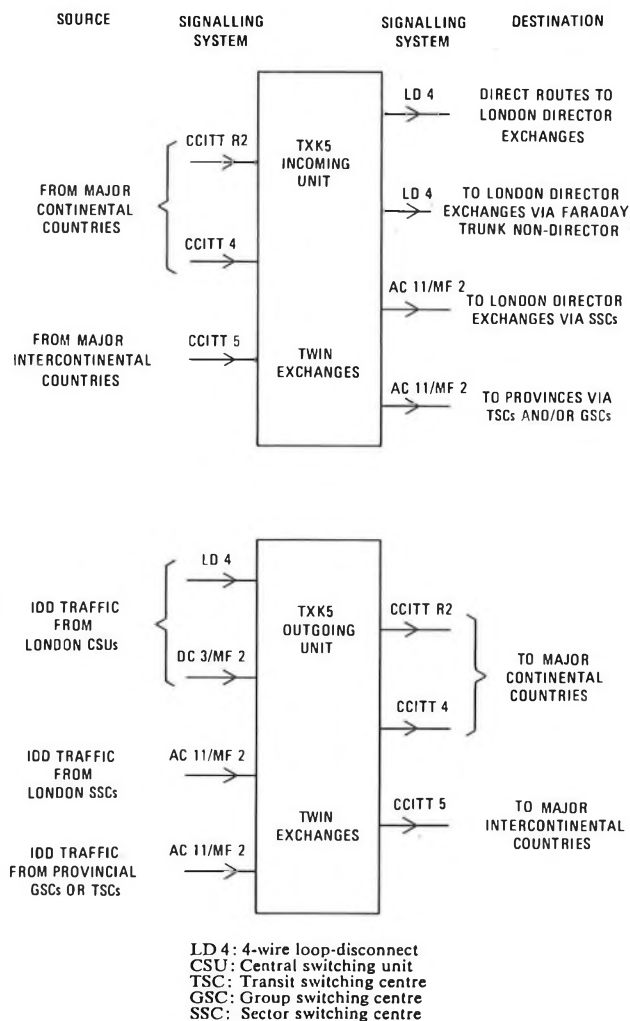 SOURCE
SIGNALLING
SYSTEM
SIGNALLING
SYSTEM
DESTINATION
FROM MAJOR
CONTINENTAL
COUNTRIES
CCITT R2
CCITT 4
FROM MAJOR
INTERCONTINENTAL
COUNTRIES
CCITT 5
TXK5
INCOMING
UNIT
TWIN
EXCHANGES
LD 4
DIRECT ROUTES TO
LONDON DIRECTOR
EXCHANGES
LD 4
TO LONDON DIRECTOR
EXCHANGES VIA FARADAY
TRUNK NON-DIRECTOR
AC 11/MF 2
TO LONDON DIRECTOR
EXCHANGES VIA SSCs
AC 11/MF 2
TO PROVINCES VIA
TSCs AND/OR GSCs
IDD TRAFFIC
FROM
LONDON CSUs
LD 4
DC 3/MF 2
IDD TRAFFIC
FROM
LONDON SSCs
AC 11/MF 2
IDD TRAFFIC
FROM PROVINCIAL
GSCs OR TSCs
AC 11/MF 2
TXK5
OUTGOING
UNIT
TWIN
EXCHANGES
CCITT R2
CCITT 4
TO MAJOR
CONTINENTAL
COUNTRIES
CCITT 5
TO MAJOR
INTERCONTINENTAL
COUNTRIES
LD 4: 4-wire loop-disconnect
CSU: Central switching unit
TSC: Transit switching centre
GSC: Group switching centre
SSC: Sector switching centre